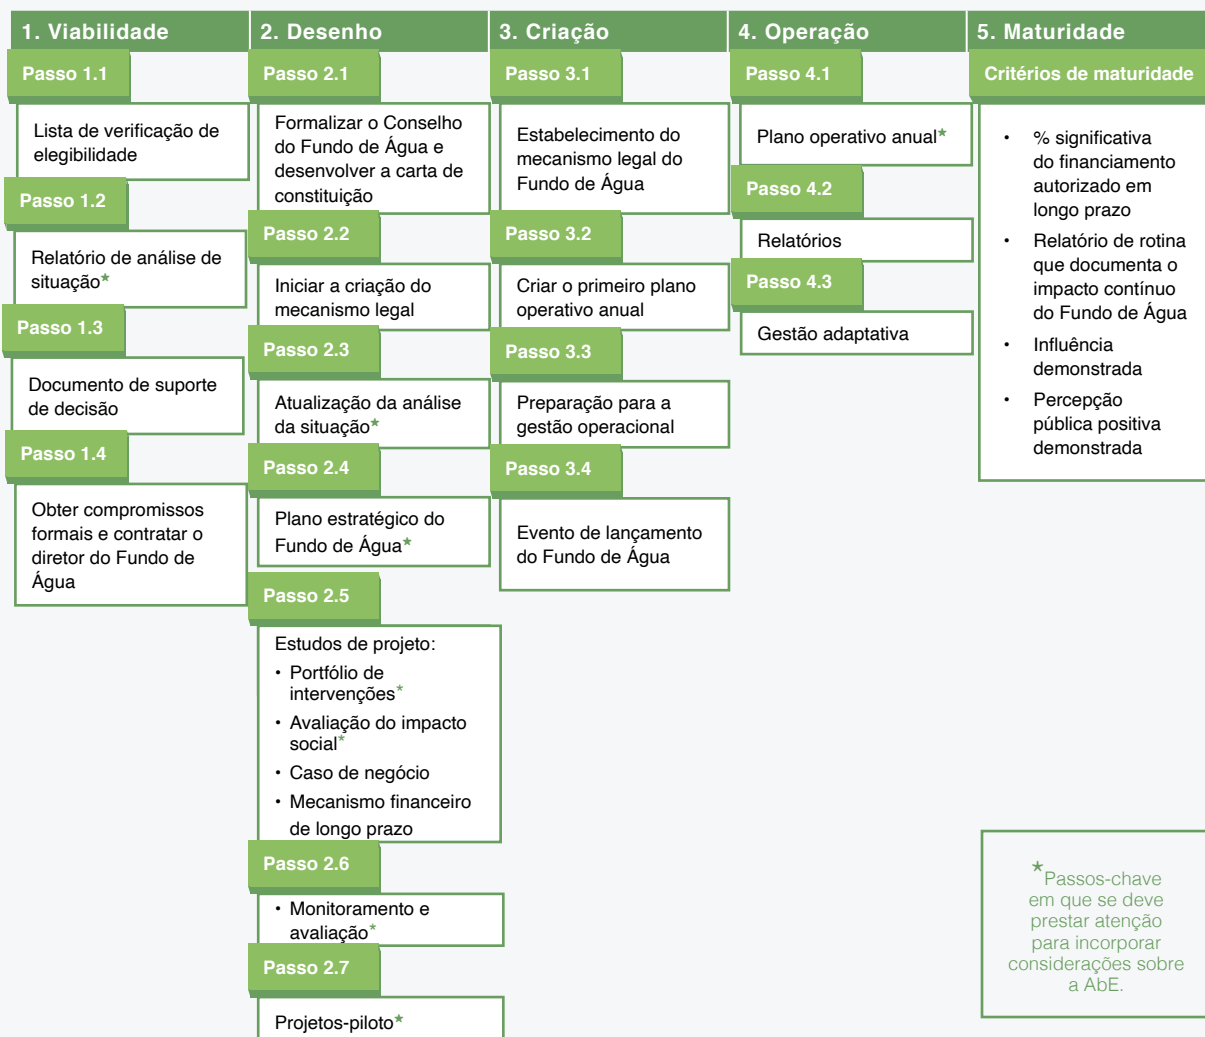 1. Viabilidade
Passo 1.1
Lista de verificação de
elegibilidade
Passo 1.2
Relatório de análise de
situação*
Passo 1.3
Documento de suporte
de decisão
Passo 1.4
Obter compromissos
formais e contratar o
diretor do Fundo de
Água
2. Desenho
Passo 2.1
Formalizar o Conselho
do Fundo de Água e
desenvolver a carta de
constituição
Passo 2.2
Iniciar a criação do
mecanismo legal
Passo 2.3
Atualização da análise
da situação*
Passo 2.4
Plano estratégico do
Fundo de Água*
Passo 2.5
Estudos de projeto:
• Portfólio de
intervenções*
• Avaliação do impacto
social*
• Caso de negócio
• Mecanismo financeiro
de longo prazo
Passo 2.6
• Monitoramento e
avaliação*
Passo 2.7
Projetos-piloto*
3. Criação
Passo 3.1
Estabelecimento do
mecanismo legal do
Fundo de Água
Passo 3.2
Criar o primeiro plano
operativo anual
Passo 3.3
Preparação para a
gestão operacional
Passo 3.4
Evento de lançamento
do Fundo de Água
4. Operação
Passo 4.1
Plano operativo anual*
Passo 4.2
Relatórios
Passo 4.3
Gestão adaptativa
5. Maturidade
Critérios de maturidade
• % significativa
do financiamento
autorizado em
longo prazo
• Relatório de rotina
que documenta o
impacto contínuo
do Fundo de Água
• Influência
demonstrada
• Percepção
pública positiva
demonstrada
*Passos-chave
em que se deve
prestar atenção
para incorporar
considerações sobre
a AbE.